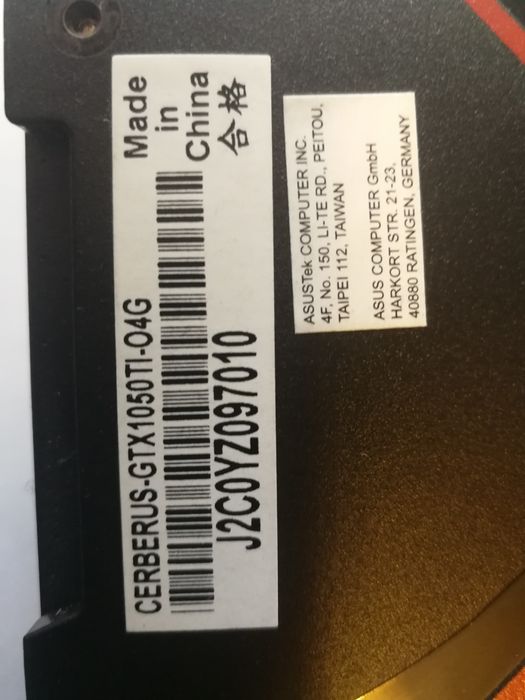 CERBERUS-GTX1050TI-O4G
J2C0YZ097010
Made
in
China
合格
ASUSTek COMPUTER INC.
4F, No. 150, LI-TE RD., PEITOU,
TAIPEI 112, TAIWAN
ASUS COMPUTER GmbH
HARKORT STR. 21-23,
40880 RATINGEN, GERMANY